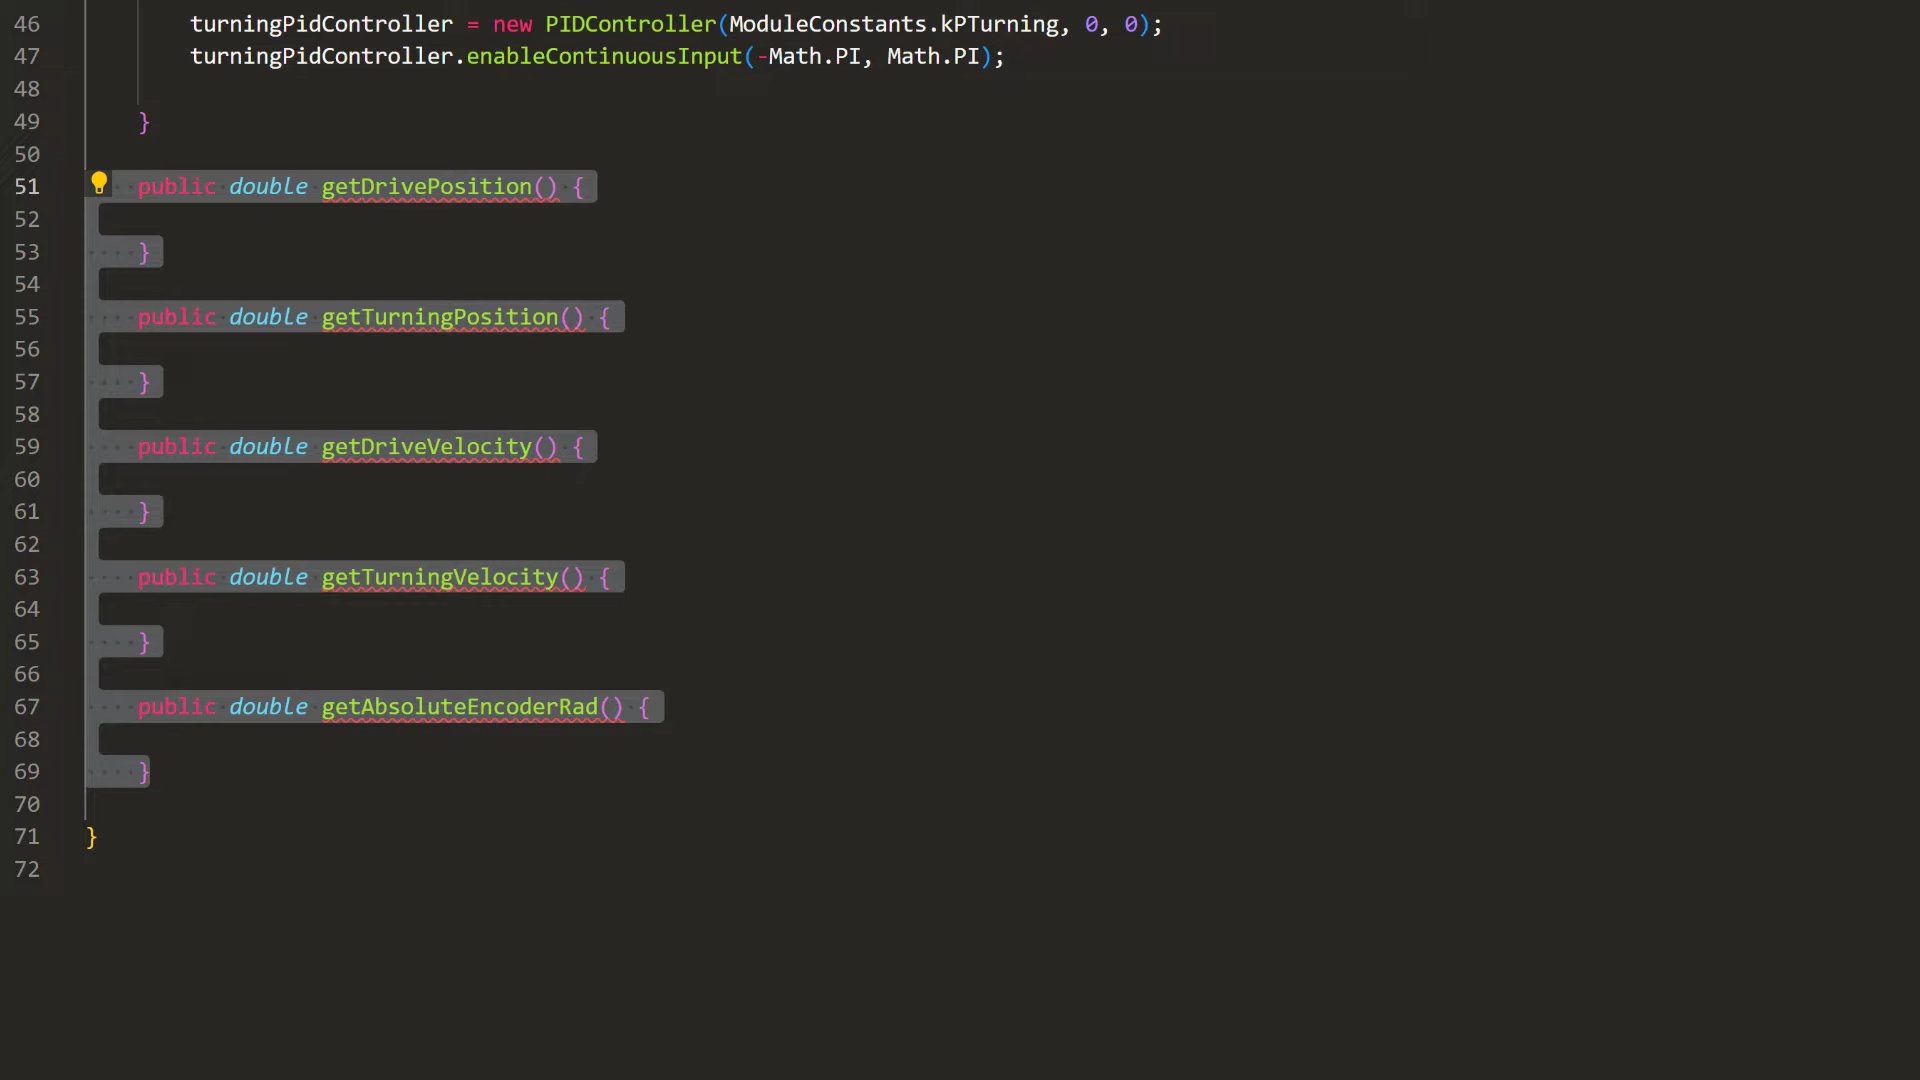 46 turningPidController = new PIDController(ModuleConstants.kPTurning, 0, 0);
47 turningPidController.enableContinuousInput(-Math.PI, Math.PI);
48
49 }
50
51 public double getDrivePosition() {
52
53 }
54
55 public double getTurningPosition() {
56
57 }
58
59 public double getDriveVelocity() {
60
61 }
62
63 public double getTurningVelocity() {
64
65 }
66
67 public double getAbsoluteEncoderRad() {
68
69 }
70
71 }
72